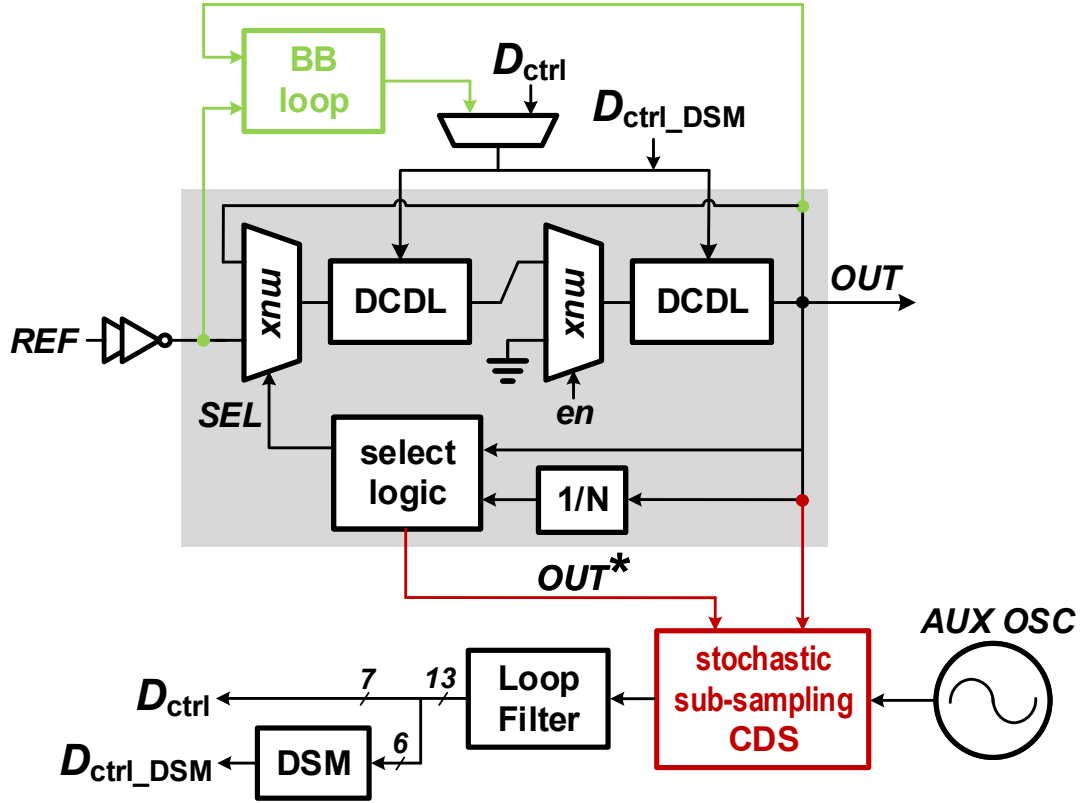 BB
loop
D_ctrl
D_ctrl_DSM
mux
DCDL
mux
DCDL
OUT
REF
SEL
en
select
logic
1/N
OUT*
AUX OSC
stochastic
sub-sampling
CDS
Loop
Filter
13
7
D_ctrl
6
DSM
D_ctrl_DSM